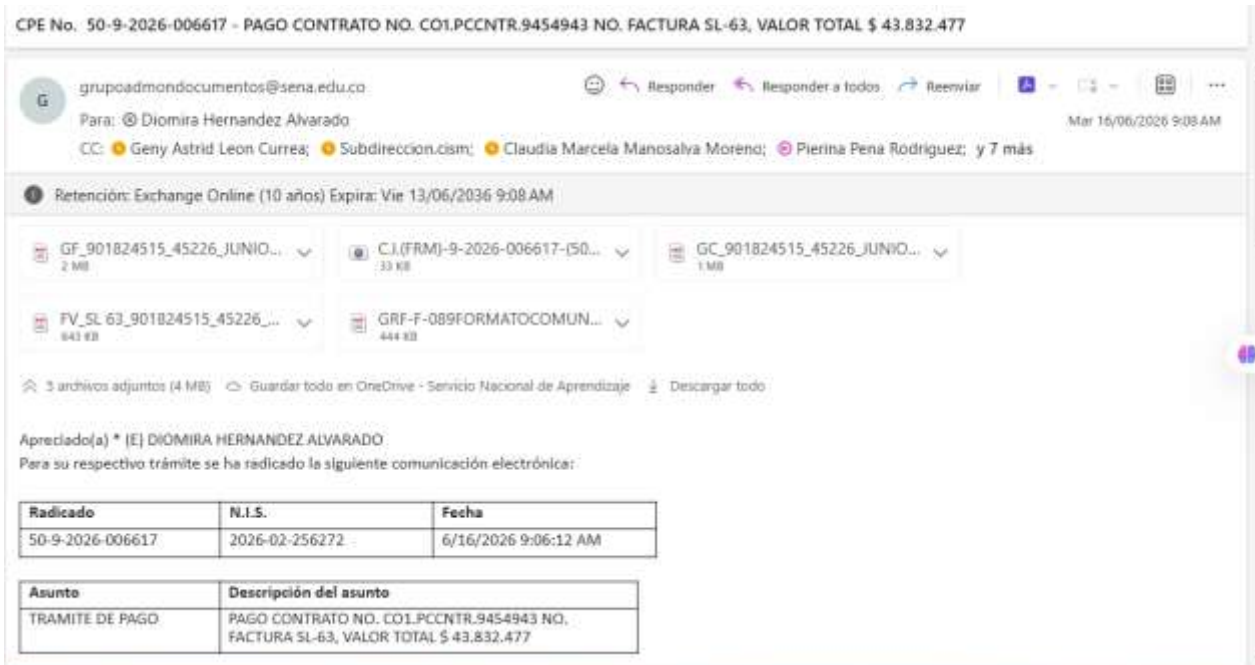 CPE No. 50-9-2026-006617 - PAGO CONTRATO NO. CO1.PCCNTR.9454943 NO. FACTURA SL-63, VALOR TOTAL $ 43.832.477
G
grupoadmondocumentos@sena.edu.co
Responder Responder a todos Reenviar
Para: Diomira Hernandez Alvarado
Mar 16/06/2026 9:08 AM
CC: Geny Astrid Leon Currea; Subdireccion.cism; Claudia Marcela Manosalva Moreno; Pierina Pena Rodriguez; y 7 más
Retención: Exchange Online (10 años) Expira: Vie 13/06/2036 9:08 AM
GF_901824515_45226_JUNIO...
2 MB
C.I.(FRM)-9-2026-006617-(50...
33 KB
GC_901824515_45226_JUNIO...
1 MB
FV_SL 63_901824515_45226_...
643 KB
GRF-F-089FORMATOCOMUN...
444 KB
5 archivos adjuntos (4 MB) Guardar todo en OneDrive - Servicio Nacional de Aprendizaje Descargar todo
Apreciado(a) * (E) DIOMIRA HERNANDEZ ALVARADO
Para su respectivo trámite se ha radicado la siguiente comunicación electrónica:
Radicado N.I.S. Fecha
50-9-2026-006617 2026-02-256272 6/16/2026 9:06:12 AM
Asunto Descripción del asunto
TRAMITE DE PAGO PAGO CONTRATO NO. CO1.PCCNTR.9454943 NO.
FACTURA SL-63, VALOR TOTAL $ 43.832.477